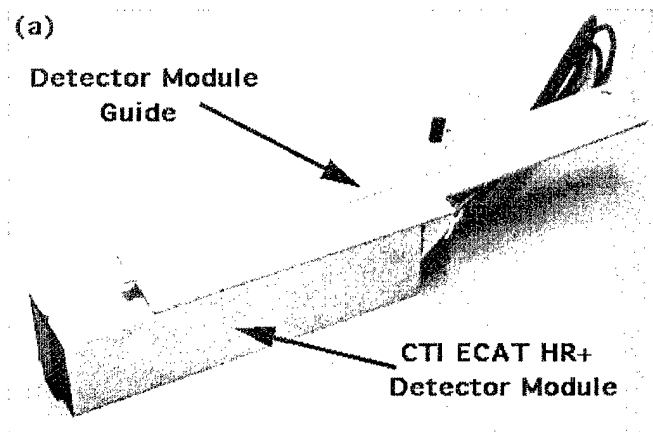 (a)
Detector Module
Guide
CTI ECAT HR+
Detector Module